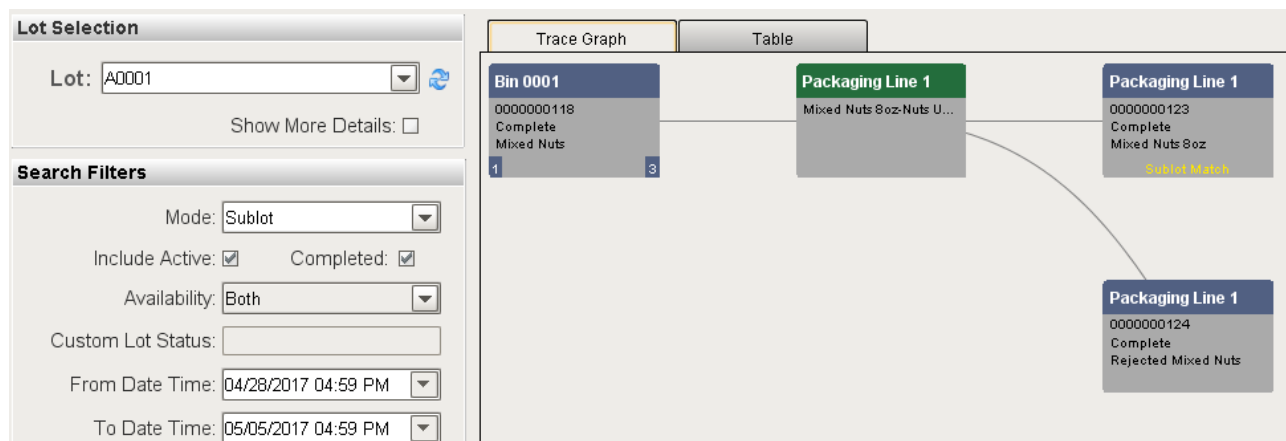 Lot Selection
Lot: A0001
Show More Details:
Search Filters
Mode: Sublot
Include Active: Completed:
Availability: Both
Custom Lot Status:
From Date Time: 04/28/2017 04:59 PM
To Date Time: 05/05/2017 04:59 PM
Trace Graph Table
Bin 0001
0000000118
Complete
Mixed Nuts
1 3
Packaging Line 1
Mixed Nuts 8oz-Nuts U...
Packaging Line 1
0000000123
Complete
Mixed Nuts 8oz
Sublot Match
Packaging Line 1
0000000124
Complete
Rejected Mixed Nuts